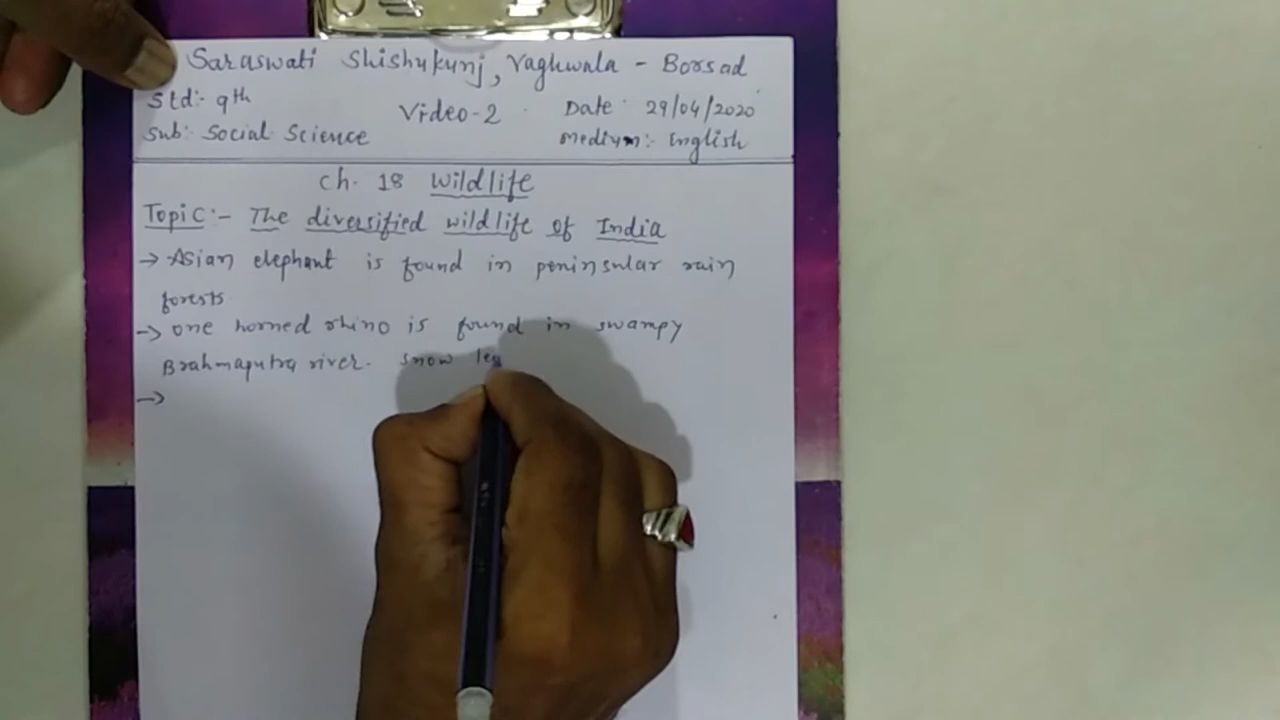 Saraswati Shishukunj, Vaghwala - Borsad
Std:- 9th Video-2 Date: 29/04/2020
Sub: Social Science Medium:- English
Ch. 18 Wildlife
Topic:- The diversified wildlife of India
→ Asian elephant is found in peninsular rain
forests
→ one horned rhino is found in swampy
Brahmaputra river. Snow leo
→